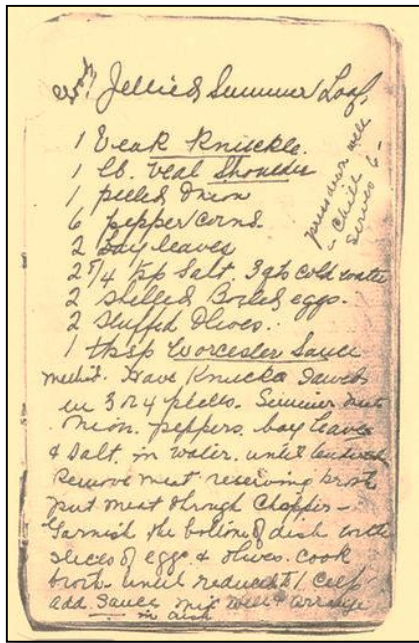 Good! Jellied Summer Loaf.
1 Veal Knuckle.
1 lb. Veal Shoulder
1 peeled Onion
6 pepper corns.
2 Bay leaves
2 Tsp Salt. 3 qts cold water
2 shelled Boiled eggs.
2 stuffed Olives.
1 tbsp Worcester Sauce
press down well
- chill
serves 6 -
method. Have Knuckle sawed
in 3 or 4 pieces. Simmer meat
Onion. peppers. bay leaves
& Salt. in water. until tender
Remove meat reserving broth
put meat through Chopper -
Garnish the bottom of dish with
slices of eggs & olives. Cook
broth until reduced to 1 cup
add Sauce mix well & arrange
in dish